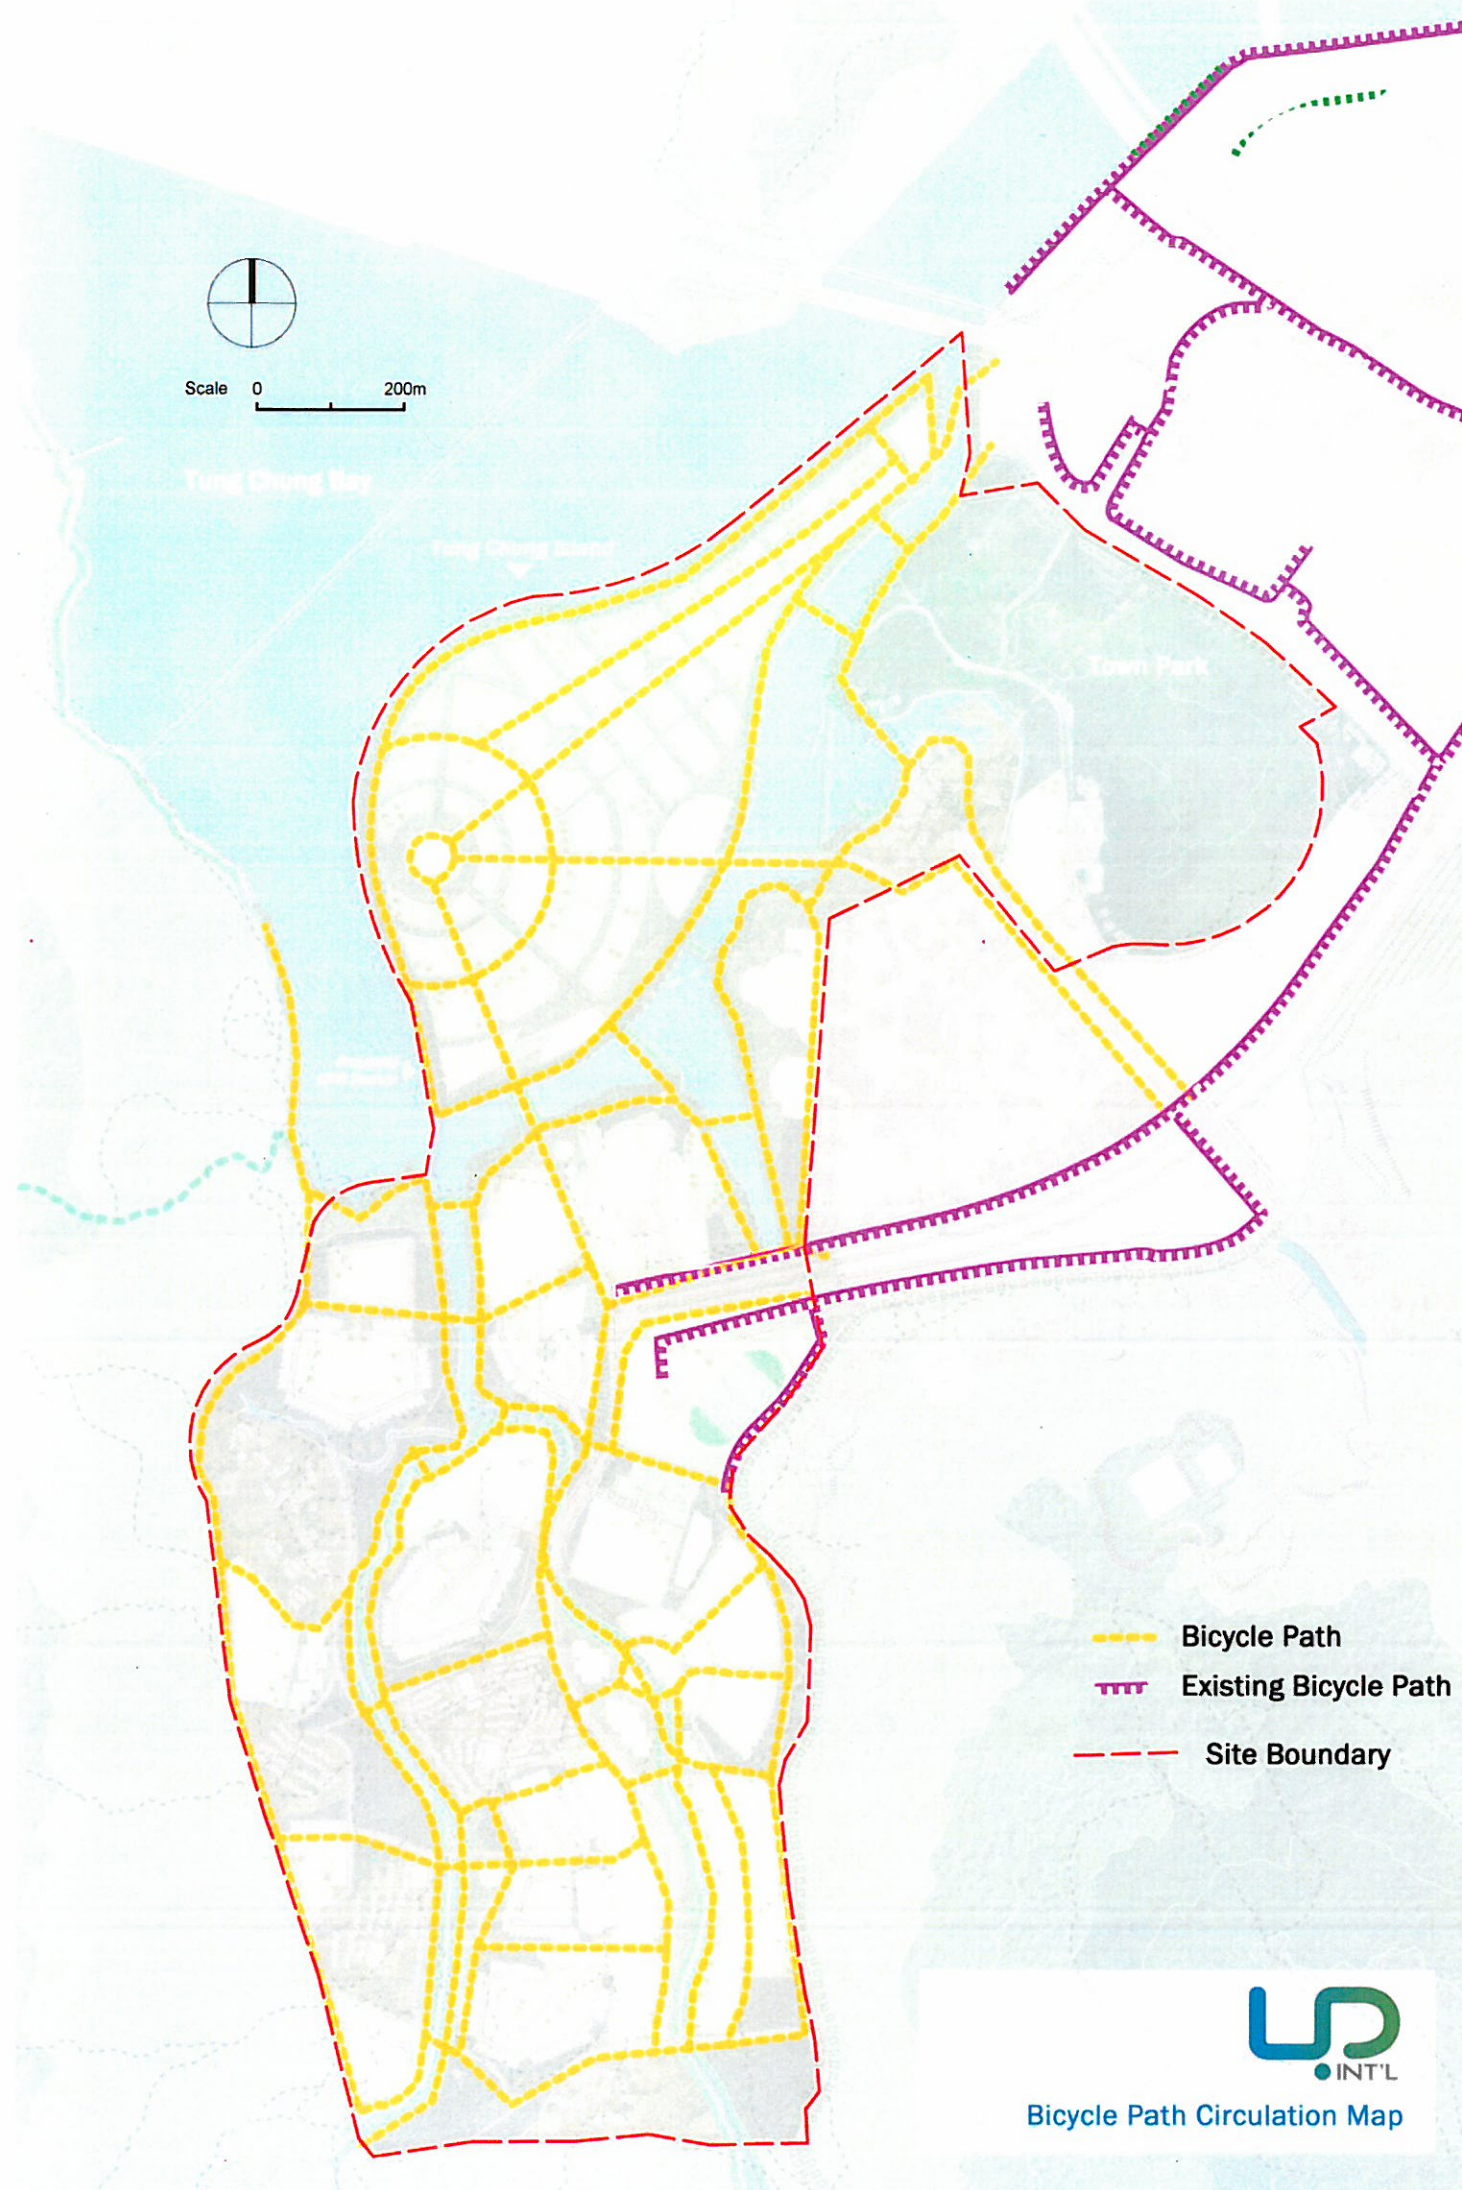 Scale 0 200m
Tung Chung Bay
Tung Chung Island
Town Park
Bicycle Path
Existing Bicycle Path
Site Boundary
UD
INT'L
Bicycle Path Circulation Map